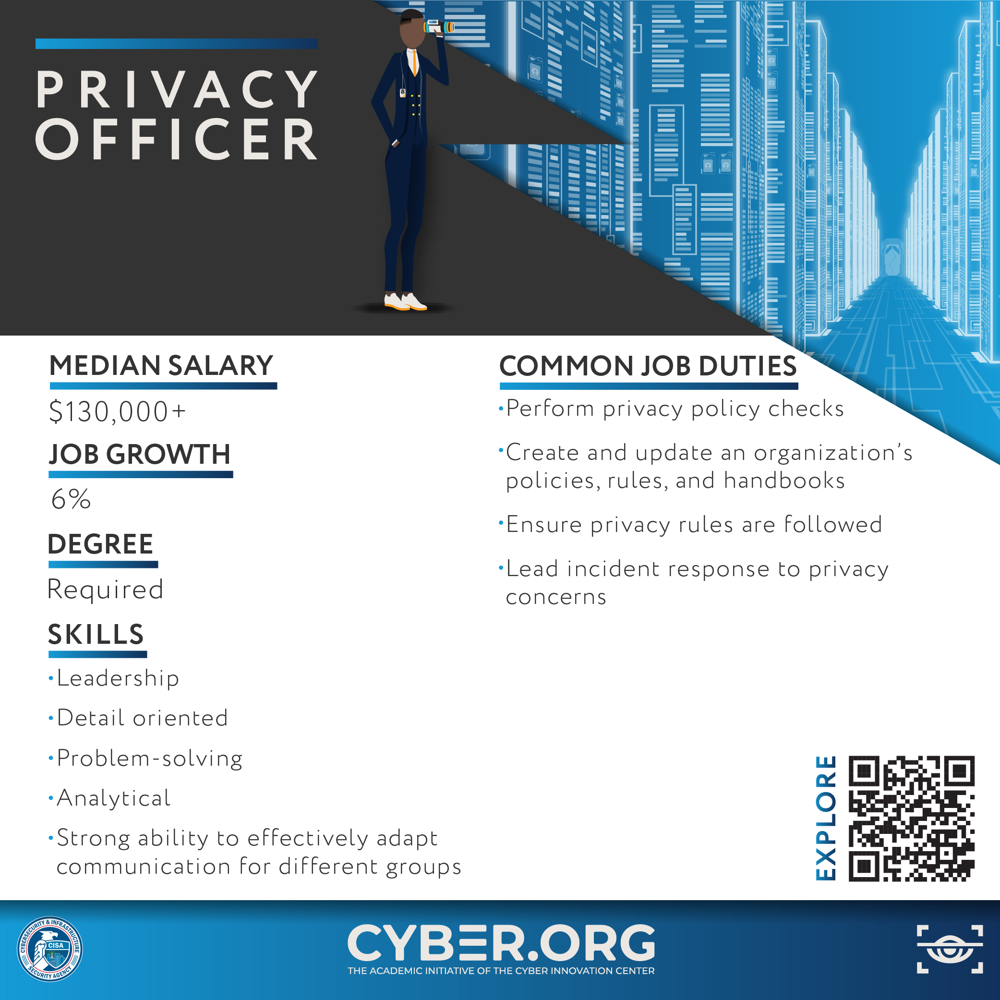 PRIVACY
OFFICER
MEDIAN SALARY
$130,000+
JOB GROWTH
6%
DEGREE
Required
SKILLS
•Leadership
•Detail oriented
•Problem-solving
•Analytical
•Strong ability to effectively adapt
communication for different groups
COMMON JOB DUTIES
•Perform privacy policy checks
•Create and update an organization’s
policies, rules, and handbooks
•Ensure privacy rules are followed
•Lead incident response to privacy
concerns
EXPLORE
CYBERSECURITY & INFRASTRUCTURE
CISA
SECURITY AGENCY
CYBER.ORG
THE ACADEMIC INITIATIVE OF THE CYBER INNOVATION CENTER